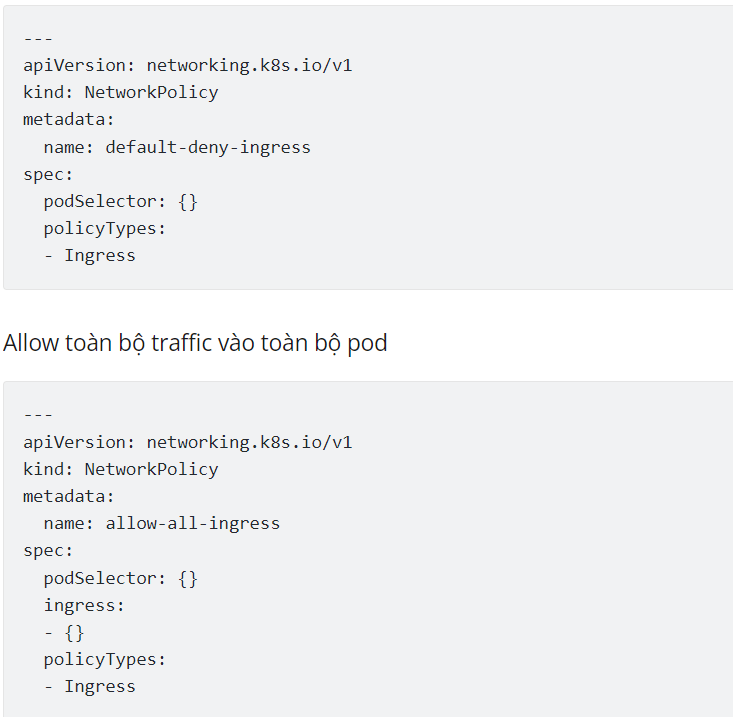 ---
apiVersion: networking.k8s.io/v1
kind: NetworkPolicy
metadata:
  name: default-deny-ingress
spec:
  podSelector: {}
  policyTypes:
  - Ingress
Allow toàn bộ traffic vào toàn bộ pod
---
apiVersion: networking.k8s.io/v1
kind: NetworkPolicy
metadata:
  name: allow-all-ingress
spec:
  podSelector: {}
  ingress:
  - {}
  policyTypes:
  - Ingress